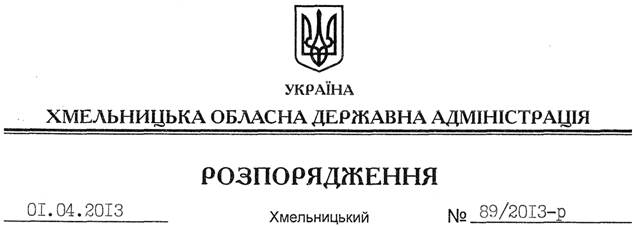 УКРАЇНА
ХМЕЛЬНИЦЬКА ОБЛАСНА ДЕРЖАВНА АДМІНІСТРАЦІЯ
РОЗПОРЯДЖЕННЯ
01.04.2013 Хмельницький № 89/2013-р